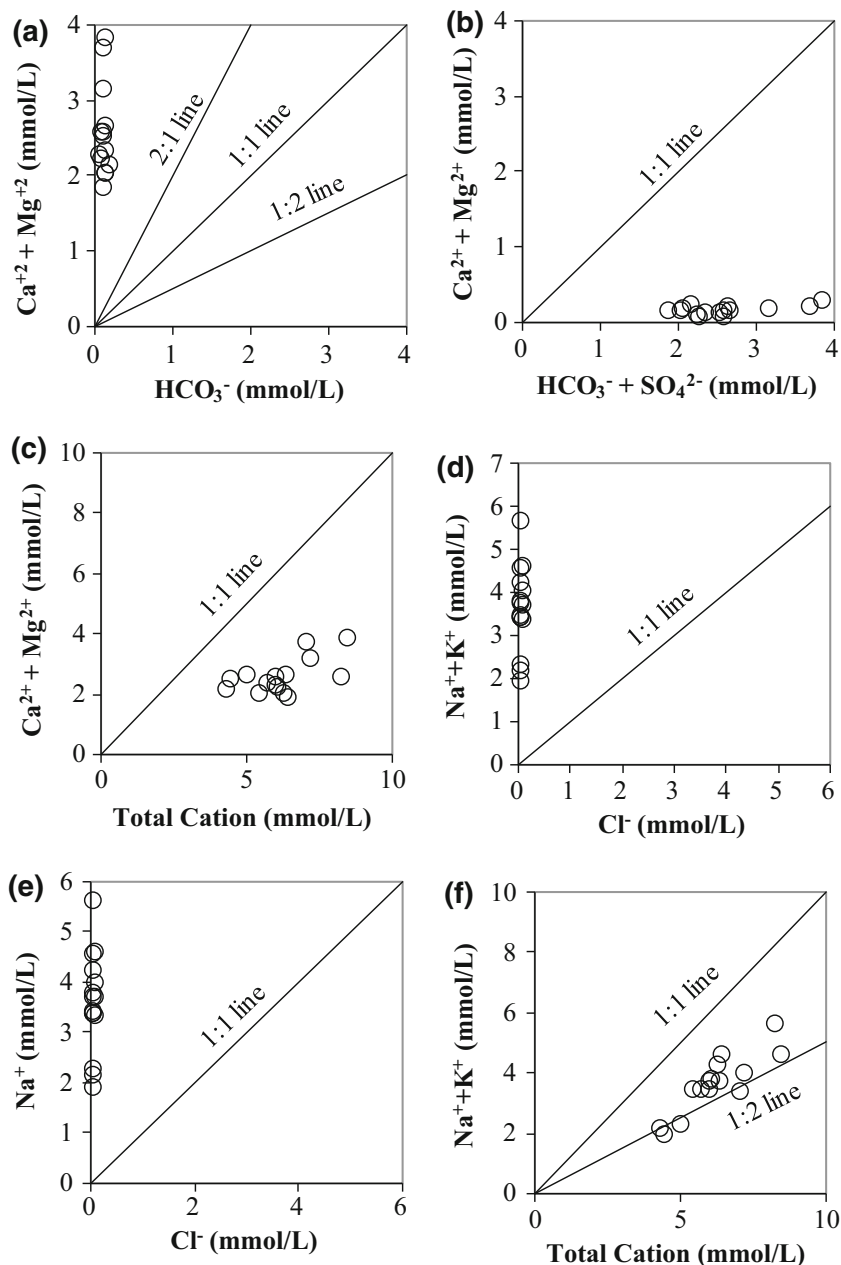 (a)
4
3
2
1
0
Ca⁺² + Mg⁺² (mmol/L)
2:1 line
1:1 line
1:2 line
0 1 2 3 4
HCO₃⁻ (mmol/L)
(b)
4
3
2
1
0
Ca²⁺ + Mg²⁺ (mmol/L)
1:1 line
0 1 2 3 4
HCO₃⁻ + SO₄²⁻ (mmol/L)
(c)
10
8
6
4
2
0
Ca²⁺ + Mg²⁺ (mmol/L)
1:1 line
0 5 10
Total Cation (mmol/L)
(d)
7
6
5
4
3
2
1
0
Na⁺+K⁺ (mmol/L)
1:1 line
0 1 2 3 4 5 6
Cl⁻ (mmol/L)
(e)
6
5
4
3
2
1
0
Na⁺ (mmol/L)
1:1 line
0 2 4 6
Cl⁻ (mmol/L)
(f)
10
8
6
4
2
0
Na⁺+K⁺ (mmol/L)
1:1 line
1:2 line
0 5 10
Total Cation (mmol/L)